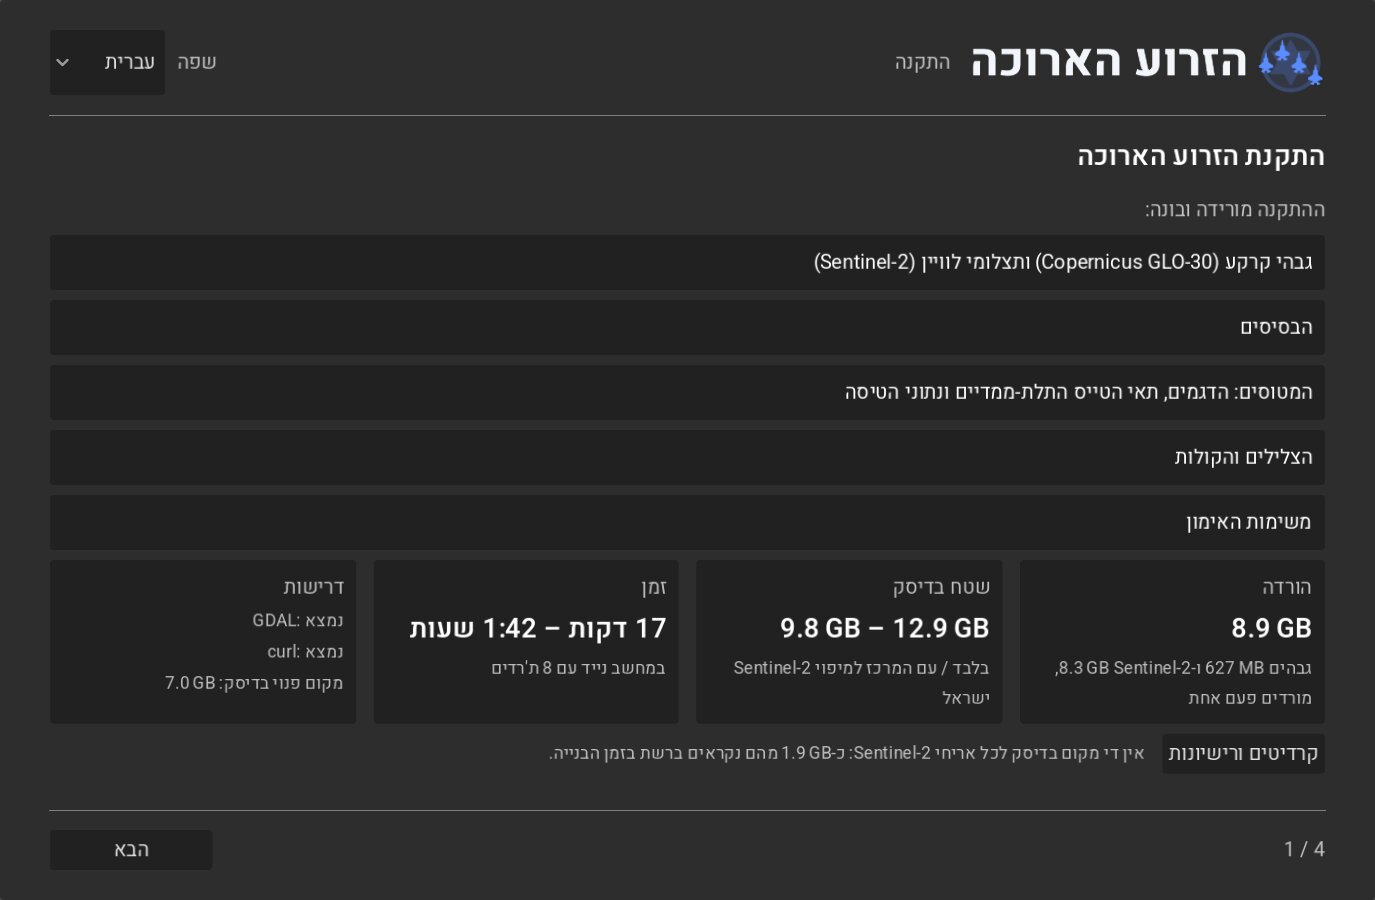 הזרוע הארוכה
התקנה
שפה
עברית
התקנת הזרוע הארוכה
ההתקנה מורידה ובונה:
גבהי קרקע (Copernicus GLO-30) ותצלומי לוויין (Sentinel-2)
הבסיסים
המטוסים: הדגמים, תאי הטייס התלת-ממדיים ונתוני הטיסה
הצלילים והקולות
משימות האימון
הורדה
8.9 GB
גבהים 627 MB ו-Sentinel-2 8.3 GB,
מורדים פעם אחת
שטח בדיסק
9.8 GB – 12.9 GB
בלבד / עם המרכז למיפוי Sentinel-2
ישראל
זמן
17 דקות – 1:42 שעות
במחשב נייד עם 8 ת'רדים
דרישות
נמצא :GDAL
נמצא :curl
מקום פנוי בדיסק: 7.0 GB
קרדיטים ורישיונות
אין די מקום בדיסק לכל אריחי Sentinel-2: כ-1.9 GB מהם נקראים ברשת בזמן הבנייה.
1 / 4
הבא